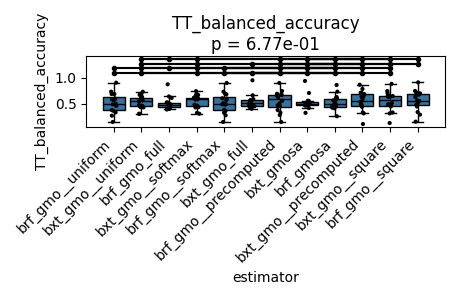 TT_balanced_accuracy
p = 6.77e-01
TT_balanced_accuracy
1.0
0.5
brf_gmo__uniform
bxt_gmo__uniform
brf_gmo_full
bxt_gmo__softmax
brf_gmo__softmax
bxt_gmo_full
brf_gmo__precomputed
bxt_gmosa
brf_gmosa
bxt_gmo__precomputed
bxt_gmo__square
brf_gmo__square
estimator